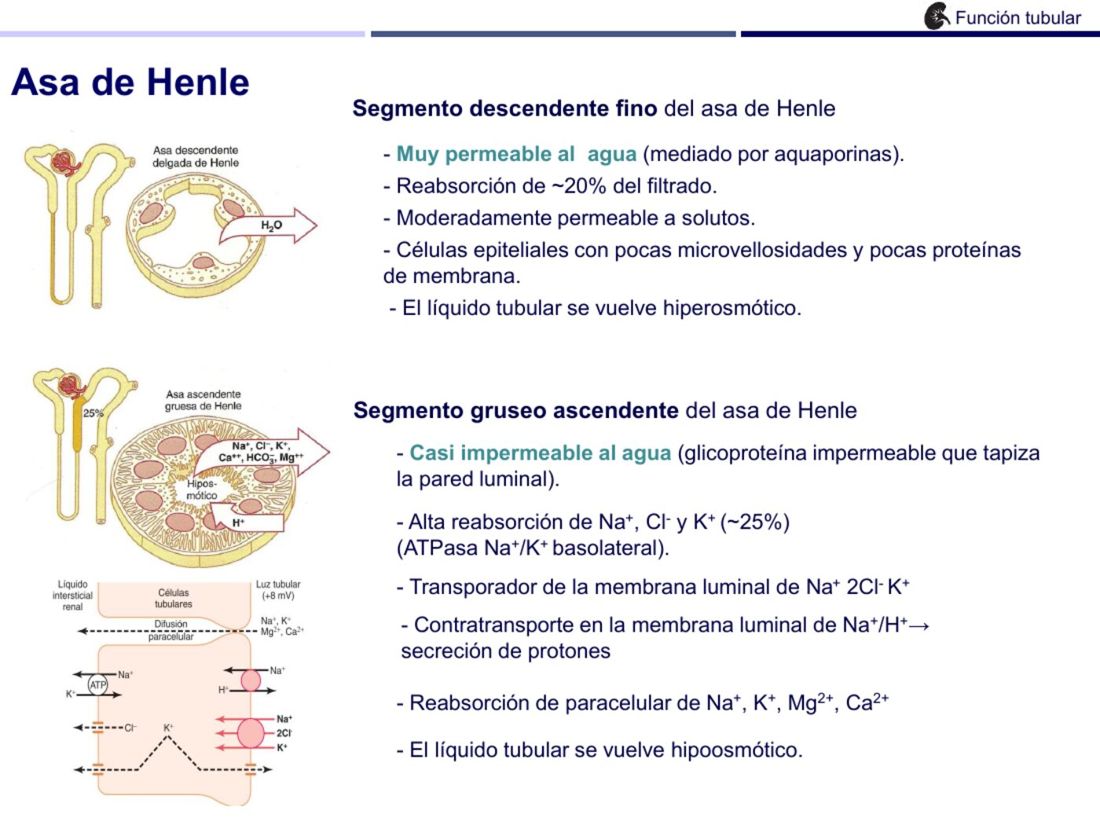 Función tubular
Asa de Henle
Segmento descendente fino del asa de Henle
- Muy permeable al agua (mediado por aquaporinas).
- Reabsorción de ~20% del filtrado.
- Moderadamente permeable a solutos.
- Células epiteliales con pocas microvellosidades y pocas proteínas
de membrana.
- El líquido tubular se vuelve hiperosmótico.
Asa descendente
delgada de Henle
H₂O
Segmento gruseo ascendente del asa de Henle
- Casi impermeable al agua (glicoproteína impermeable que tapiza
la pared luminal).
- Alta reabsorción de Na⁺, Cl⁻ y K⁺ (~25%)
(ATPasa Na⁺/K⁺ basolateral).
- Transporador de la membrana luminal de Na⁺ 2Cl⁻ K⁺
- Contratransporte en la membrana luminal de Na⁺/H⁺→
secreción de protones
- Reabsorción de paracelular de Na⁺, K⁺, Mg²⁺, Ca²⁺
- El líquido tubular se vuelve hipoosmótico.
25%
Asa ascendente
gruesa de Henle
Na⁺, Cl⁻, K⁺,
Ca⁺⁺, HCO₃⁻, Mg⁺⁺
Hipos-
mótico
H⁺
Líquido
intersticial
renal
Células
tubulares
Luz tubular
(+8 mV)
Difusión
paracelular
Na⁺, K⁺
Mg²⁺, Ca²⁺
Na⁺
ATP
K⁺
Na⁺
H⁺
Cl⁻
K⁺
Na⁺
2Cl⁻
K⁺